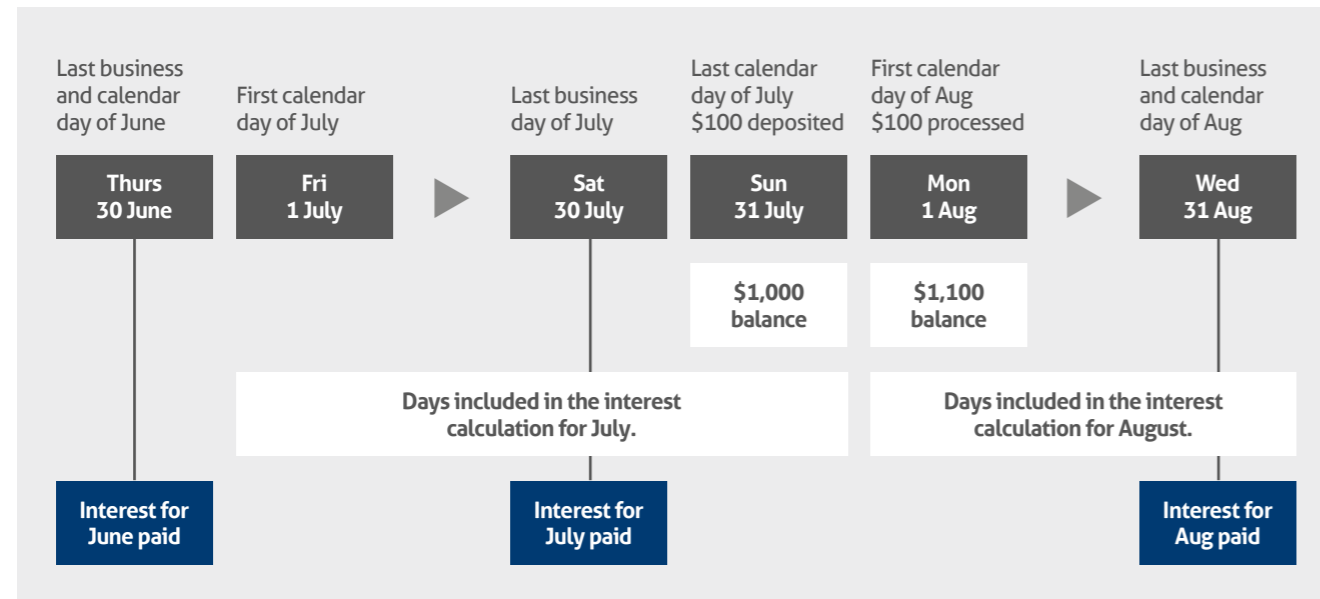 Last business
and calendar
day of June
First calendar
day of July
Last business
day of July
Last calendar
day of July
$100 deposited
First calendar
day of Aug
$100 processed
Last business
and calendar
day of Aug
Thurs
30 June
Fri
1 July
Sat
30 July
Sun
31 July
Mon
1 Aug
Wed
31 Aug
$1,000
balance
$1,100
balance
Days included in the interest
calculation for July.
Days included in the interest
calculation for August.
Interest for
June paid
Interest for
July paid
Interest for
Aug paid